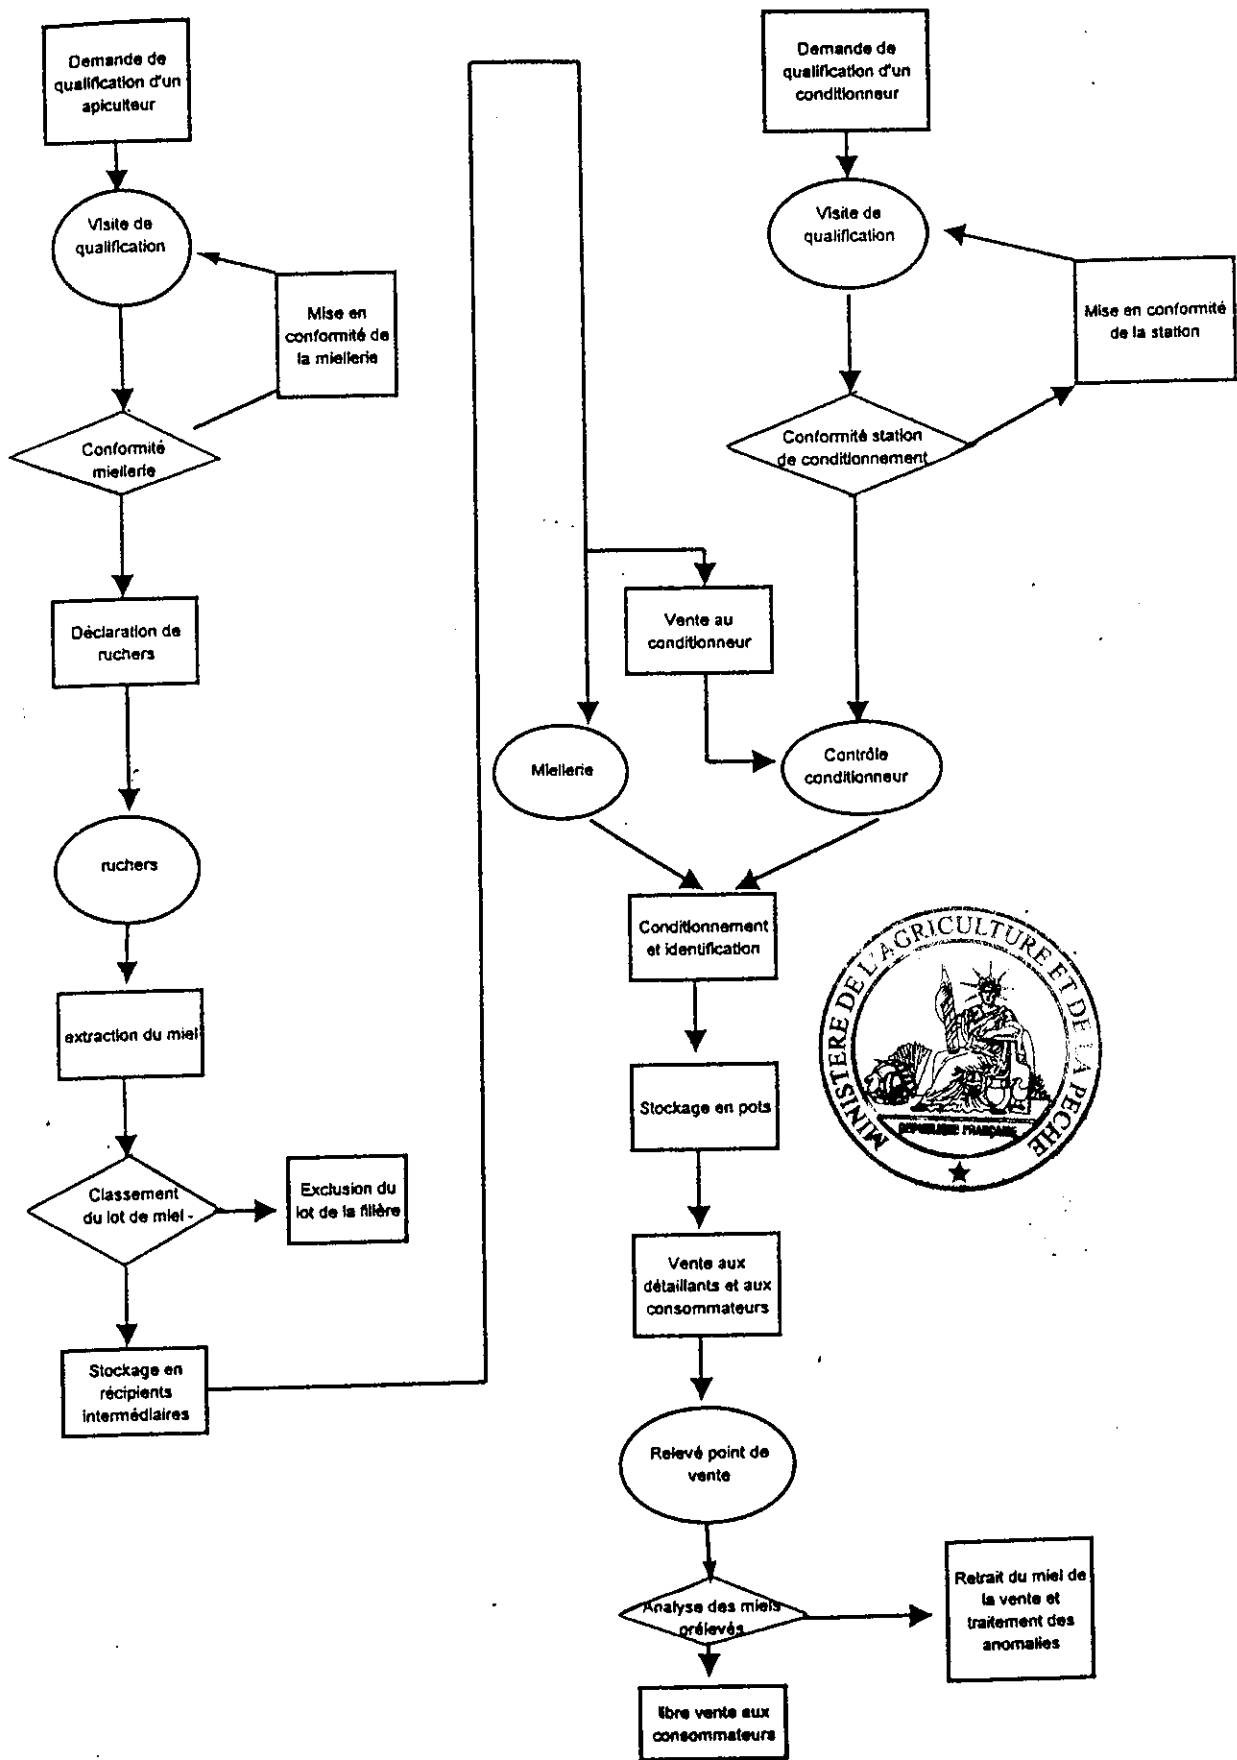 Demande de
qualification d'un
apiculteur
Visite de
qualification
Mise en
conformité de
la miellerie
Conformité
miellerie
Déclaration de
ruchers
ruchers
extraction du miel
Classement
du lot de miel -
Exclusion du
lot de la filière
Stockage en
récipients
intermédiaires
Demande de
qualification d'un
conditionneur
Visite de
qualification
Mise en conformité
de la station
Conformité station
de conditionnement
Vente au
conditionneur
Miellerie
Contrôle
conditionneur
Conditionnement
et identification
Stockage en pots
Vente aux
détaillants et aux
consommateurs
Relevé point de
vente
Analyse des miels
prélevés
Retrait du miel de
la vente et
traitement des
anomalies
libre vente aux
consommateurs
MINISTERE DE L'AGRICULTURE ET DE LA PECHE
REPUBLIQUE FRANÇAISE